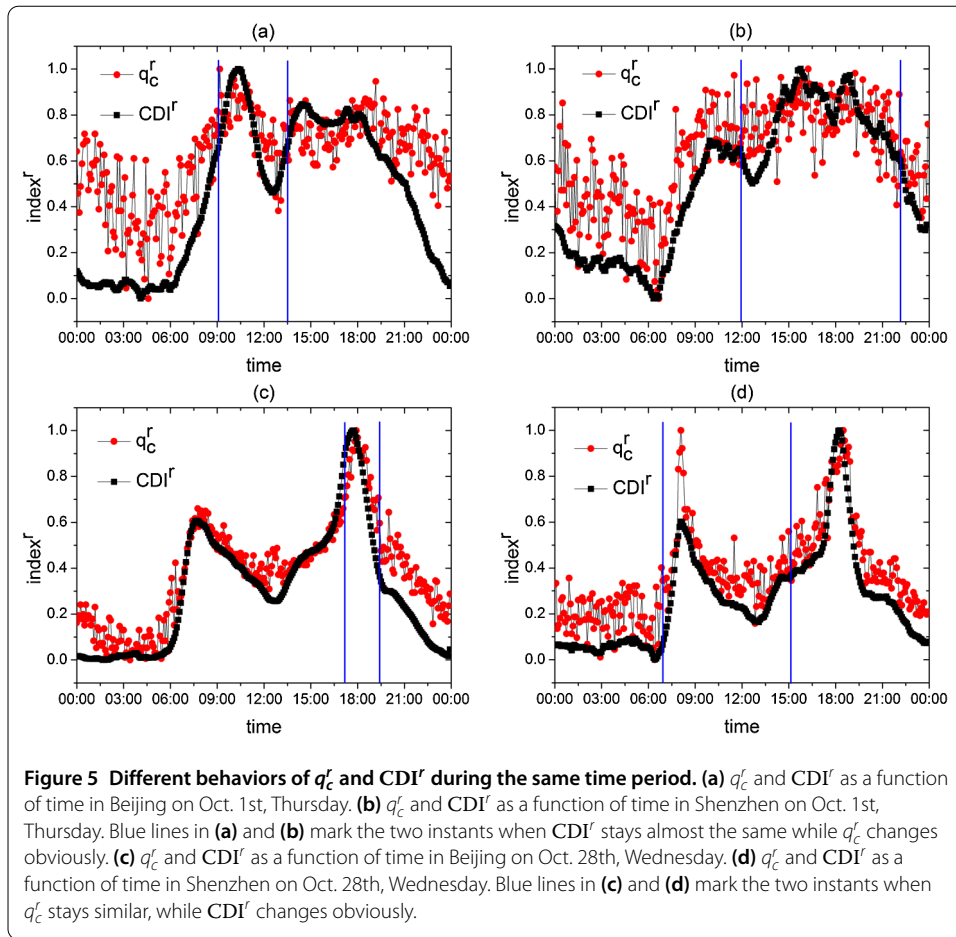 (a)
q_c^r
CDI^r
index^r
1.0
0.8
0.6
0.4
0.2
0.0
00:00 03:00 06:00 09:00 12:00 15:00 18:00 21:00 00:00
time
(b)
q_c^r
CDI^r
index^r
1.0
0.8
0.6
0.4
0.2
0.0
00:00 03:00 06:00 09:00 12:00 15:00 18:00 21:00 00:00
time
(c)
q_c^r
CDI^r
index^r
1.0
0.8
0.6
0.4
0.2
0.0
00:00 03:00 06:00 09:00 12:00 15:00 18:00 21:00 00:00
time
(d)
q_c^r
CDI^r
index^r
1.0
0.8
0.6
0.4
0.2
0.0
00:00 03:00 06:00 09:00 12:00 15:00 18:00 21:00 00:00
time
Figure 5 Different behaviors of q_c^r and CDI^r during the same time period. (a) q_c^r and CDI^r as a function
of time in Beijing on Oct. 1st, Thursday. (b) q_c^r and CDI^r as a function of time in Shenzhen on Oct. 1st,
Thursday. Blue lines in (a) and (b) mark the two instants when CDI^r stays almost the same while q_c^r changes
obviously. (c) q_c^r and CDI^r as a function of time in Beijing on Oct. 28th, Wednesday. (d) q_c^r and CDI^r as a
function of time in Shenzhen on Oct. 28th, Wednesday. Blue lines in (c) and (d) mark the two instants when
q_c^r stays similar, while CDI^r changes obviously.